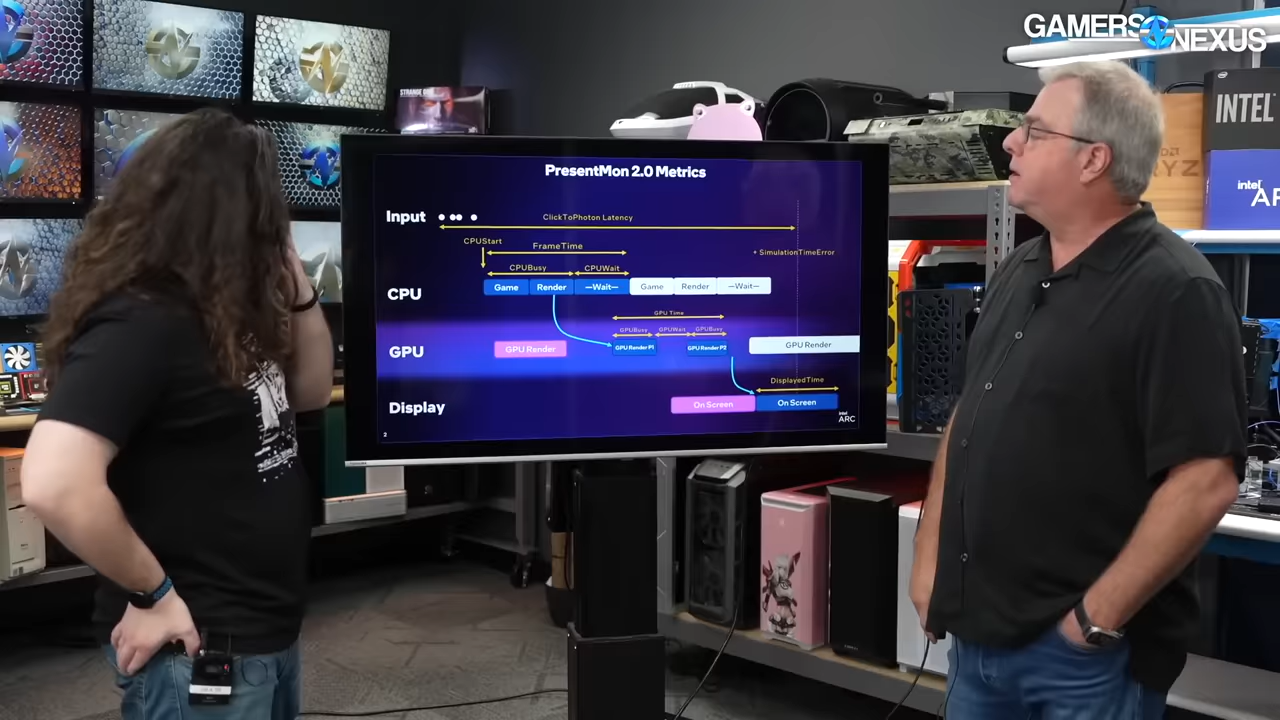 GAMERS NEXUS
STRANGE
INTEL
intel
PresentMon 2.0 Metrics
Input
ClickToPhoton Latency
CPUStart
FrameTime
+ SimulationTimeError
CPUBusy
CPUWait
CPU
Game
Render
—Wait—
Game
Render
—Wait—
GPU Time
GPUBusy
GPUWait
GPUBusy
GPU
GPU Render
GPU Render P1
GPU Render P2
GPU Render
DisplayedTime
Display
On Screen
On Screen
intel
ARC
2